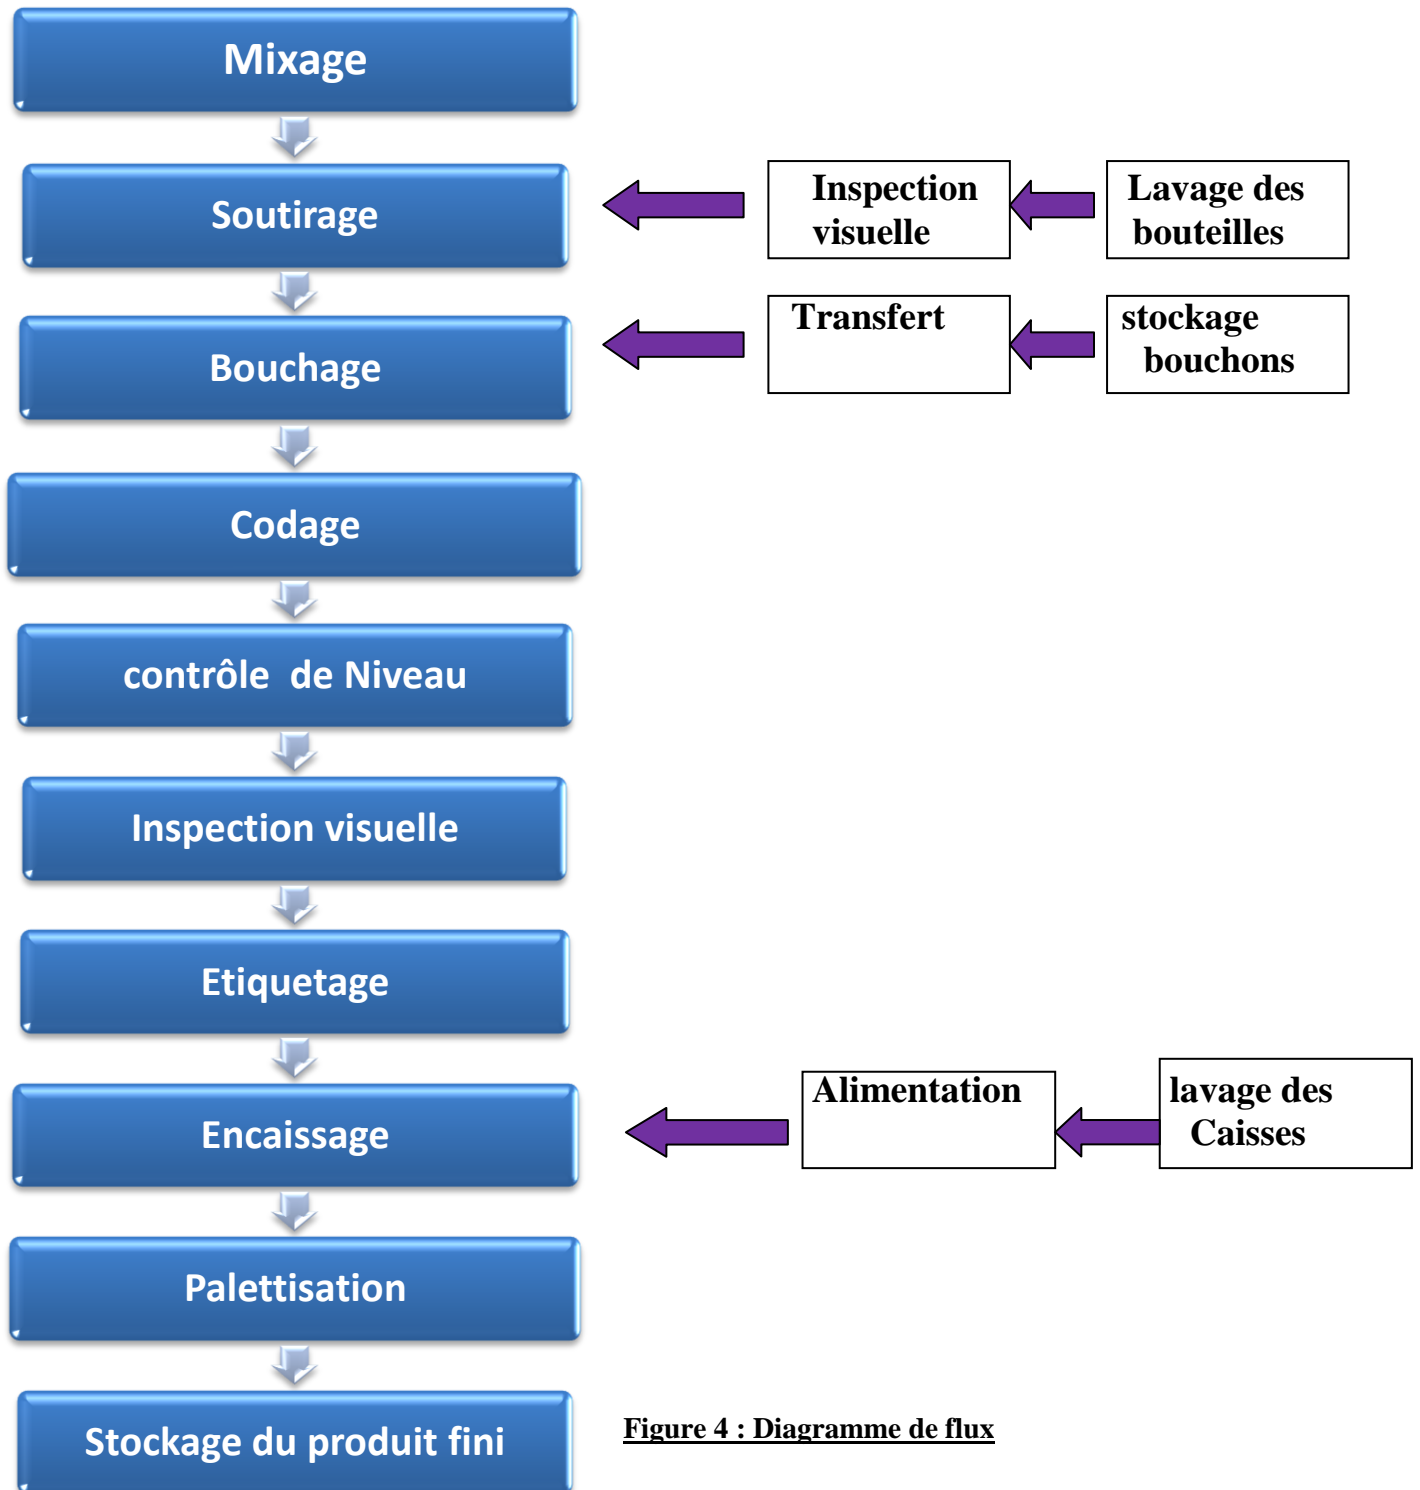 Mixage
Soutirage
Inspection
visuelle
Lavage des
bouteilles
Bouchage
Transfert
stockage
bouchons
Codage
contrôle  de Niveau
Inspection visuelle
Etiquetage
Encaissage
Alimentation
lavage des
Caisses
Palettisation
Stockage du produit fini
Figure 4 : Diagramme de flux